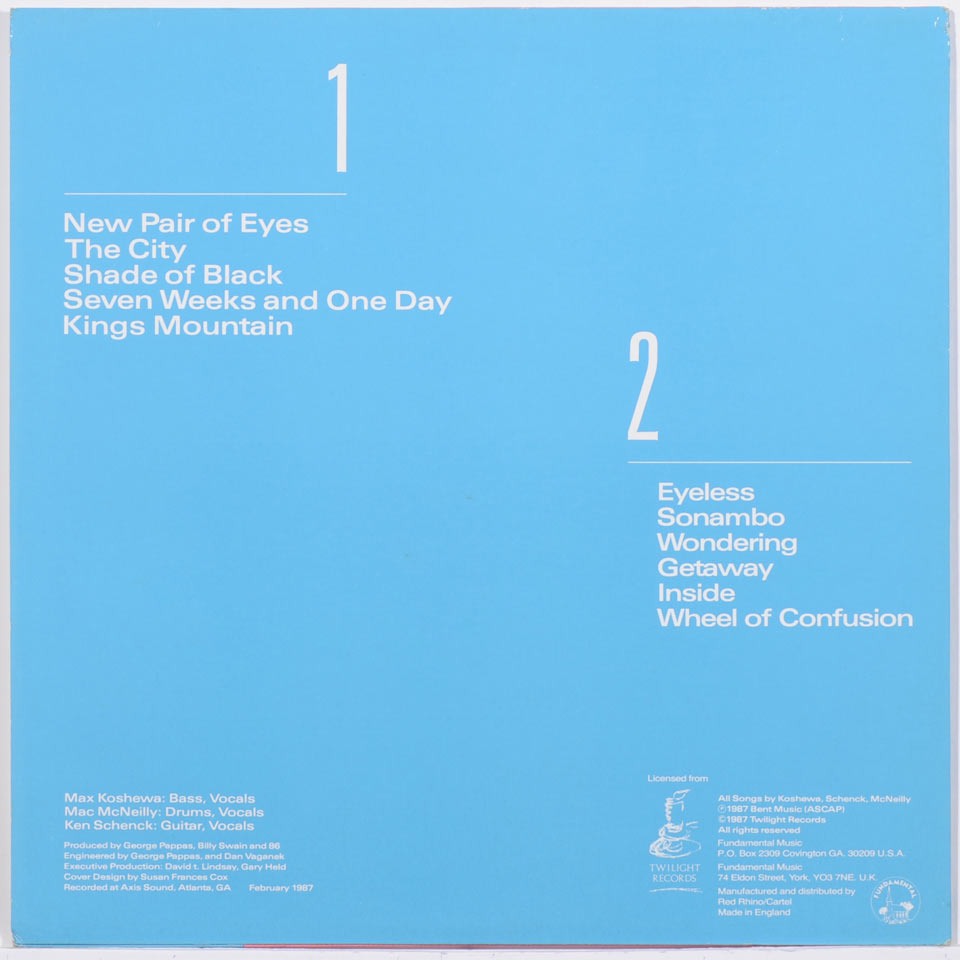 1
New Pair of Eyes
The City
Shade of Black
Seven Weeks and One Day
Kings Mountain
2
Eyeless
Sonambo
Wondering
Getaway
Inside
Wheel of Confusion
Max Koshewa: Bass, Vocals
Mac McNeilly: Drums, Vocals
Ken Schenck: Guitar, Vocals
Produced by George Pappas, Billy Swain and 86
Engineered by George Pappas, and Dan Vaganek
Executive Production: David t. Lindsay, Gary Held
Cover Design by Susan Frances Cox
Recorded at Axis Sound, Atlanta, GA February 1987
Licensed from
TWILIGHT
RECORDS
All Songs by Koshewa, Schenck, McNeilly
℗1987 Bent Music (ASCAP)
©1987 Twilight Records
All rights reserved
Fundamental Music
P.O. Box 2309 Covington GA. 30209 U.S.A.
Fundamental Music
74 Eldon Street, York, YO3 7NE. U.K.
Manufactured and distributed by
Red Rhino/Cartel
Made in England
FUNDAMENTAL